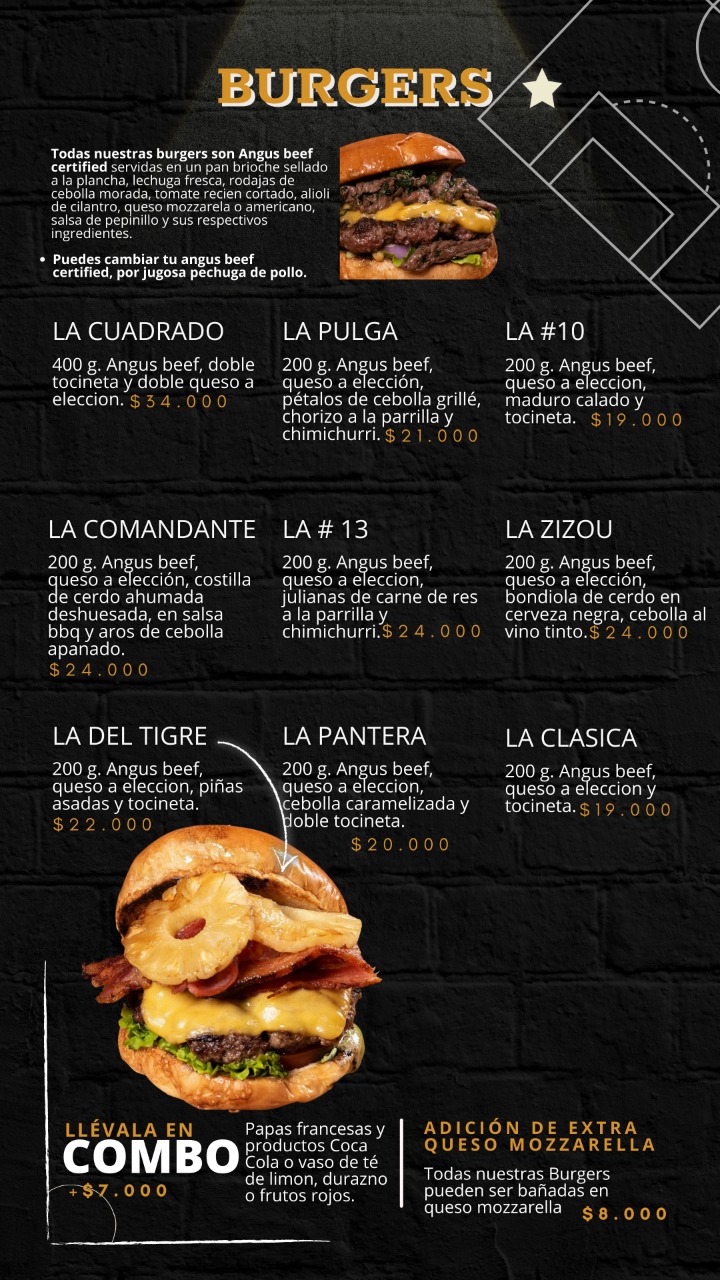 BURGERS
Todas nuestras burgers son Angus beef
certified servidas en un pan brioche sellado
a la plancha, lechuga fresca, rodajas de
cebolla morada, tomate recien cortado, alioli
de cilantro, queso mozzarela o americano,
salsa de pepinillo y sus respectivos
ingredientes.
• Puedes cambiar tu angus beef
certified, por jugosa pechuga de pollo.
LA CUADRADO
400 g. Angus beef, doble
tocineta y doble queso a
eleccion. $34.000
LA PULGA
200 g. Angus beef,
queso a elección,
pétalos de cebolla grillé,
chorizo a la parrilla y
chimichurri. $21.000
LA #10
200 g. Angus beef,
queso a eleccion,
maduro calado y
tocineta. $19.000
LA COMANDANTE
200 g. Angus beef,
queso a elección, costilla
de cerdo ahumada
deshuesada, en salsa
bbq y aros de cebolla
apanado.
$24.000
LA # 13
200 g. Angus beef,
queso a eleccion,
julianas de carne de res
a la parrilla y
chimichurri. $24.000
LA ZIZOU
200 g. Angus beef,
queso a elección,
bondiola de cerdo en
cerveza negra, cebolla al
vino tinto. $24.000
LA DEL TIGRE
200 g. Angus beef,
queso a eleccion, piñas
asadas y tocineta.
$22.000
LA PANTERA
200 g. Angus beef,
queso a eleccion,
cebolla caramelizada y
doble tocineta.
$20.000
LA CLASICA
200 g. Angus beef,
queso a eleccion y
tocineta. $19.000
LLÉVALA EN
COMBO
+$7.000
Papas francesas y
productos Coca
Cola o vaso de té
de limon, durazno
o frutos rojos.
ADICIÓN DE EXTRA
QUESO MOZZARELLA
Todas nuestras Burgers
pueden ser bañadas en
queso mozzarella $8.000